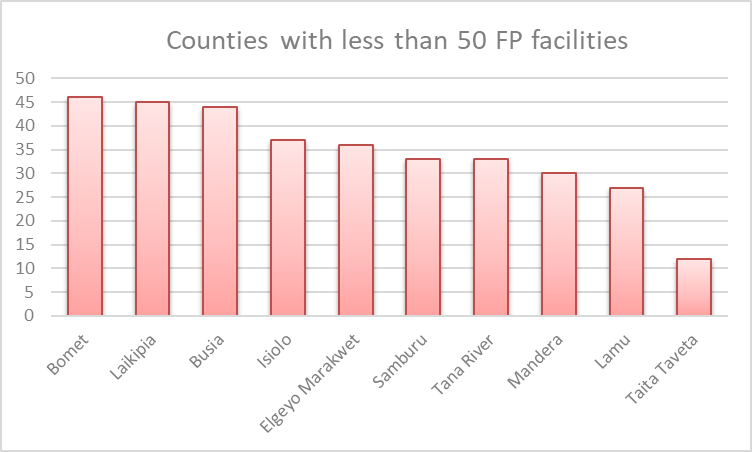 Counties with less than 50 FP facilities
50
45
40
35
30
25
20
15
10
5
0
Bomet
Laikipia
Busia
Isiolo
Elgeyo Marakwet
Samburu
Tana River
Mandera
Lamu
Taita Taveta